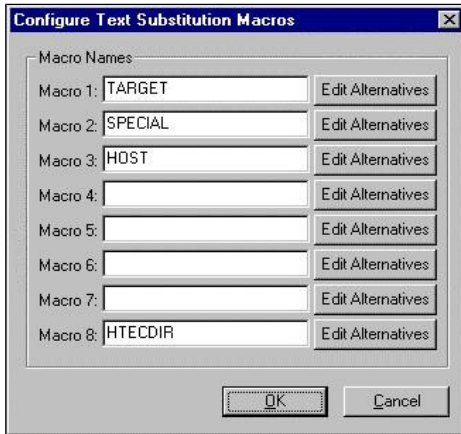 Configure Text Substitution Macros
Macro Names
Macro 1: TARGET Edit Alternatives
Macro 2: SPECIAL Edit Alternatives
Macro 3: HOST Edit Alternatives
Macro 4: Edit Alternatives
Macro 5: Edit Alternatives
Macro 6: Edit Alternatives
Macro 7: Edit Alternatives
Macro 8: HTECDIR Edit Alternatives
OK Cancel